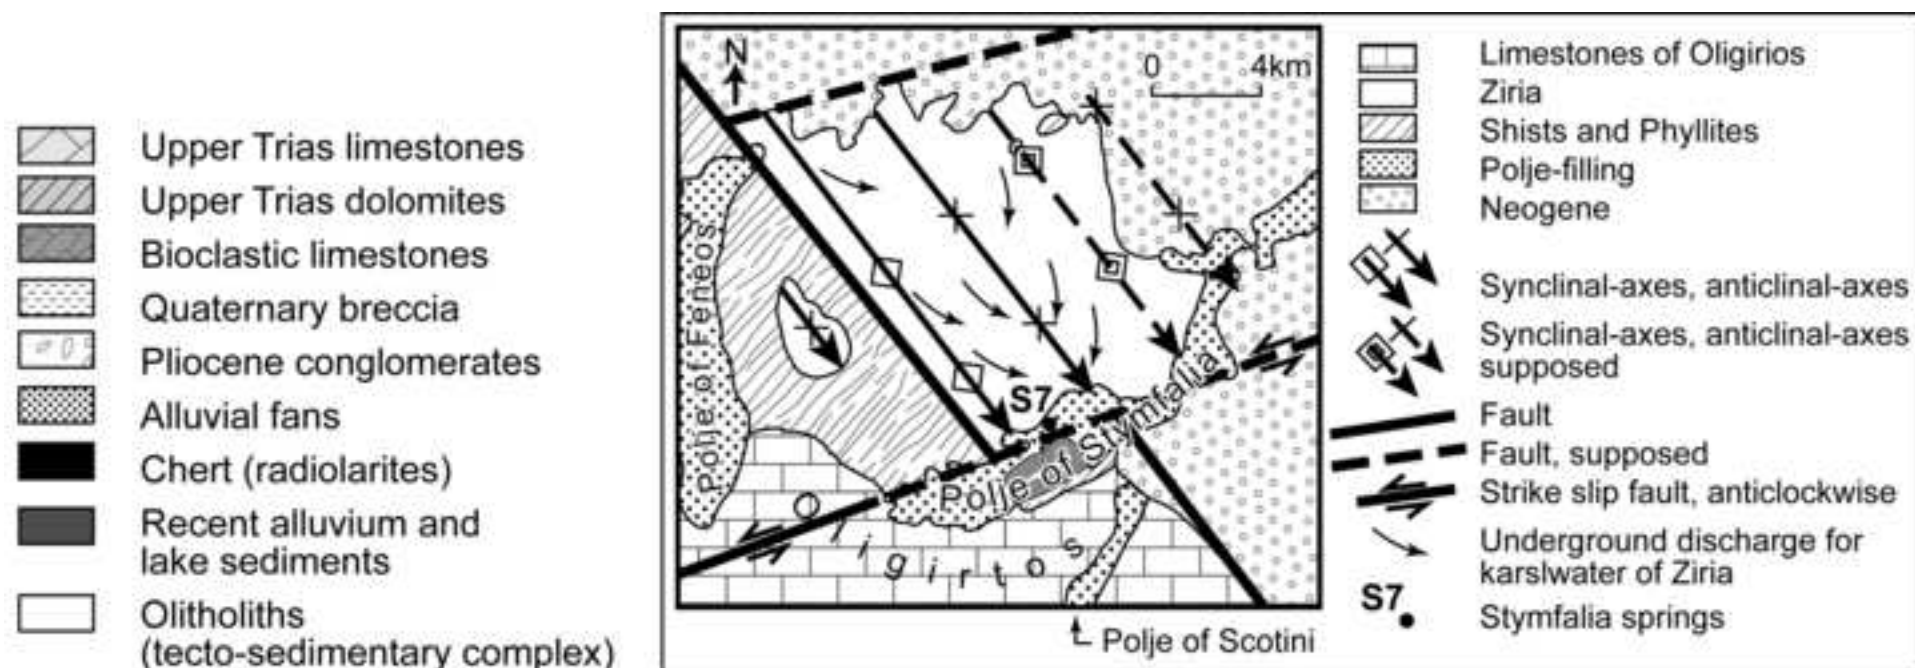 Upper Trias limestones
Upper Trias dolomites
Bioclastic limestones
Quaternary breccia
Pliocene conglomerates
Alluvial fans
Chert (radiolarites)
Recent alluvium and
lake sediments
Olitholiths
(tecto-sedimentary complex)
N
0 4km
Polje of Feneos
S7
Polje of Stymfalia
Oligirtos
Polje of Scotini
Limestones of Oligirios
Ziria
Shists and Phyllites
Polje-filling
Neogene
Synclinal-axes, anticlinal-axes
Synclinal-axes, anticlinal-axes
supposed
Fault
Fault, supposed
Strike slip fault, anticlockwise
Underground discharge for
karslwater of Ziria
S7
Stymfalia springs